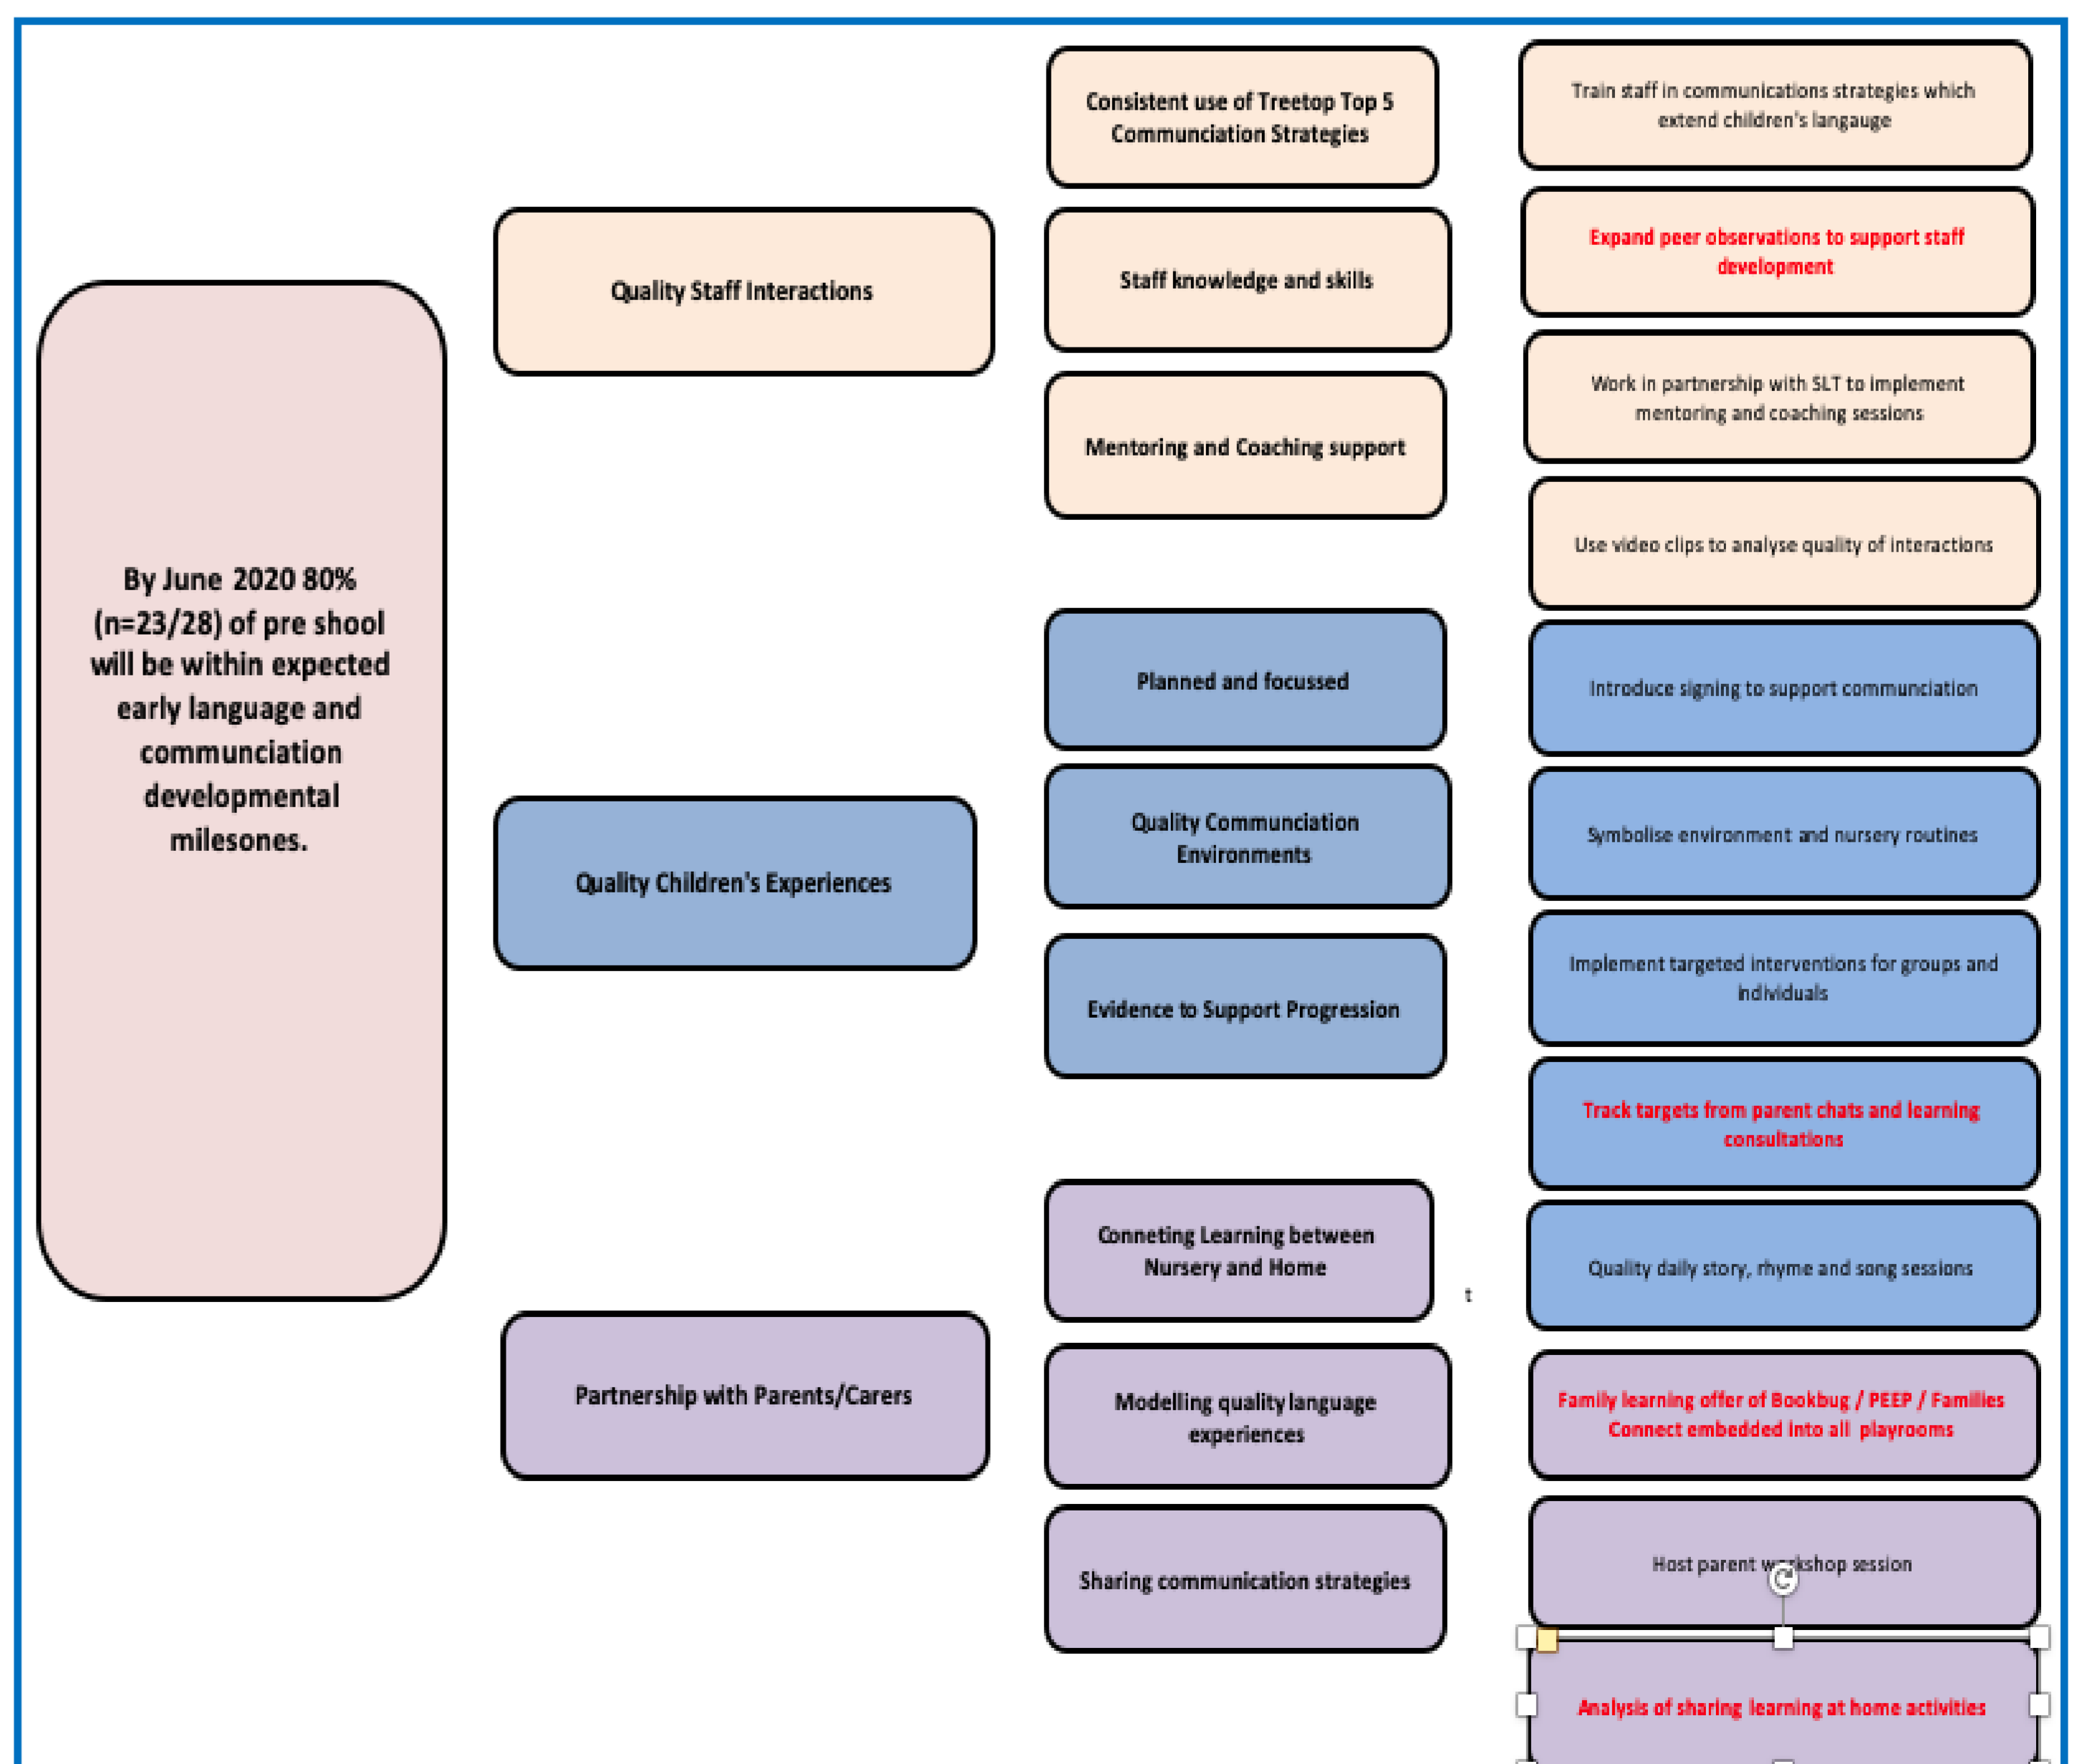 By June 2020 80%
(n=23/28) of pre shool
will be within expected
early language and
communciation
developmental
milesones.
Quality Staff Interactions
Quality Children's Experiences
Partnership with Parents/Carers
Consistent use of Treetop Top 5
Communciation Strategies
Staff knowledge and skills
Mentoring and Coaching support
Planned and focussed
Quality Communciation
Environments
Evidence to Support Progression
Conneting Learning between
Nursery and Home
Modelling quality language
experiences
Sharing communication strategies
t
Train staff in communications strategies which
extend children's langauge
Expand peer observations to support staff
development
Work in partnership with SLT to implement
mentoring and coaching sessions
Use video clips to analyse quality of interactions
Introduce signing to support communciation
Symbolise environment and nursery routines
Implement targeted interventions for groups and
individuals
Track targets from parent chats and learning
consultations
Quality daily story, rhyme and song sessions
Family learning offer of Bookbug / PEEP / Families
Connect embedded into all playrooms
Host parent workshop session
Analysis of sharing learning at home activities